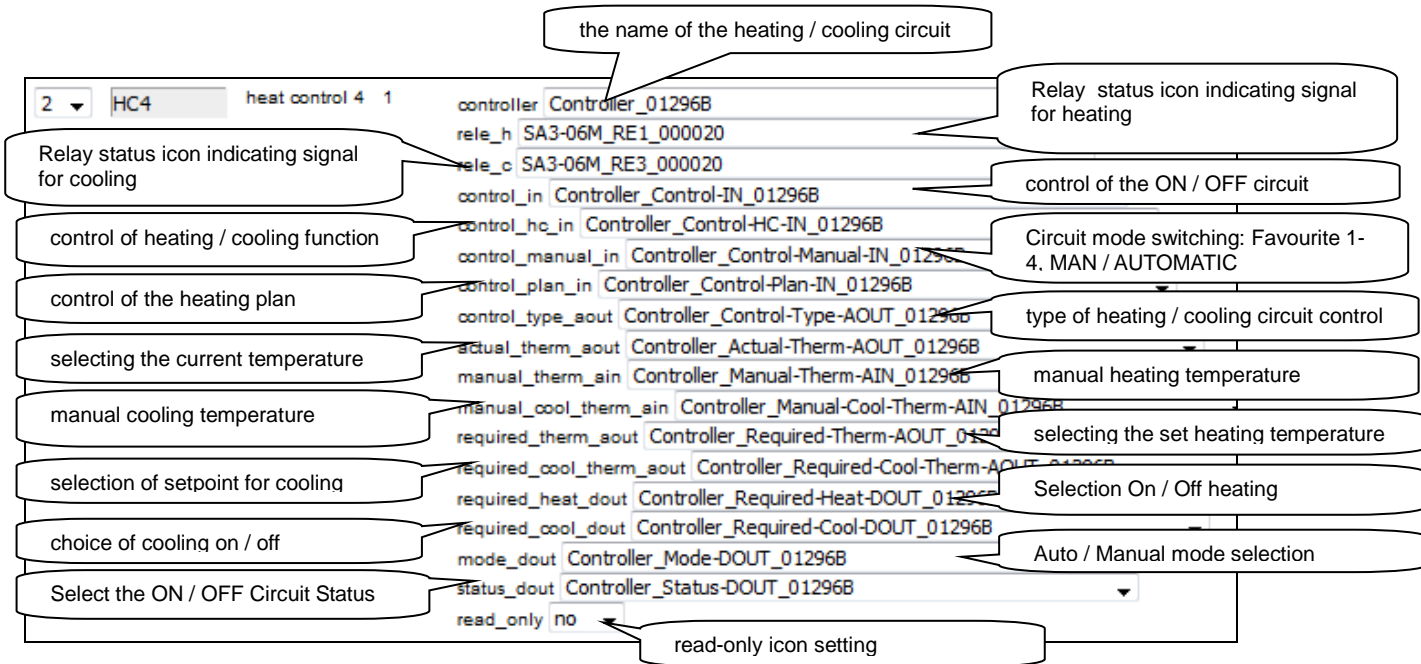 the name of the heating / cooling circuit
2 HC4 heat control 4 1
controller Controller_01296B
Relay status icon indicating signal
for heating
rele_h SA3-06M_RE1_000020
Relay status icon indicating signal
for cooling
rele_c SA3-06M_RE3_000020
control_in Controller_Control-IN_01296B
control of the ON / OFF circuit
control_hc_in Controller_Control-HC-IN_01296B
control of heating / cooling function
control_manual_in Controller_Control-Manual-IN_01296B
Circuit mode switching: Favourite 1-
4, MAN / AUTOMATIC
control_plan_in Controller_Control-Plan-IN_01296B
control of the heating plan
control_type_aout Controller_Control-Type-AOUT_01296B
type of heating / cooling circuit control
actual_therm_aout Controller_Actual-Therm-AOUT_01296B
selecting the current temperature
manual_therm_ain Controller_Manual-Therm-AIN_01296B
manual heating temperature
manual_cool_therm_ain Controller_Manual-Cool-Therm-AIN_01296B
manual cooling temperature
required_therm_aout Controller_Required-Therm-AOUT_012
selecting the set heating temperature
required_cool_therm_aout Controller_Required-Cool-Therm-AOUT_01296B
selection of setpoint for cooling
required_heat_dout Controller_Required-Heat-DOUT_01296B
Selection On / Off heating
required_cool_dout Controller_Required-Cool-DOUT_01296B
choice of cooling on / off
mode_dout Controller_Mode-DOUT_01296B
Auto / Manual mode selection
status_dout Controller_Status-DOUT_01296B
Select the ON / OFF Circuit Status
read_only no
read-only icon setting